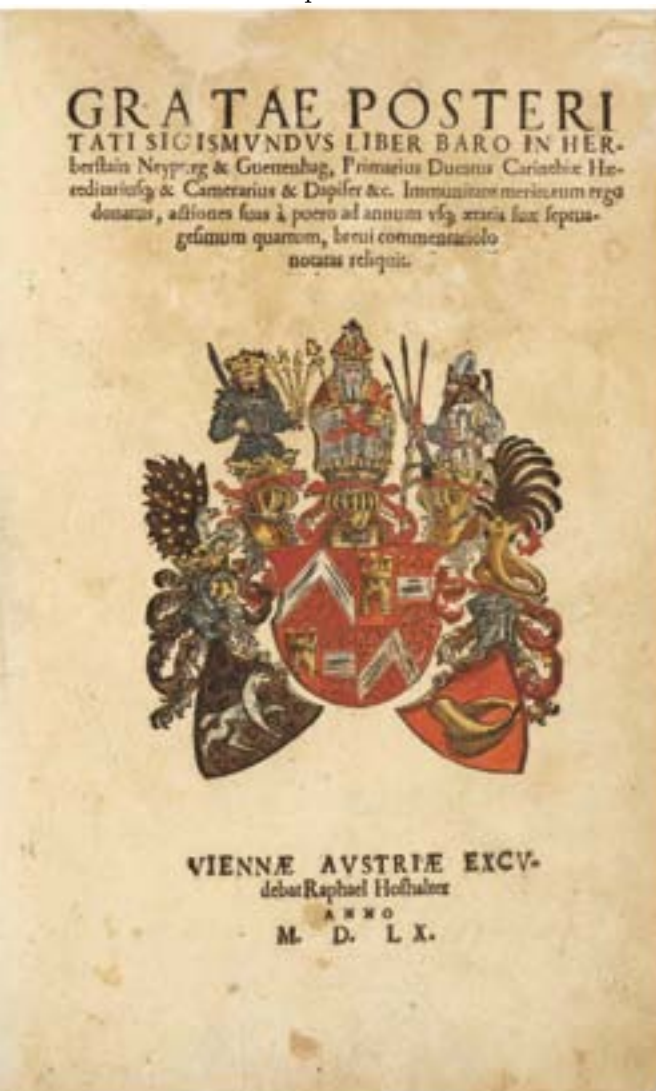 GRATAE POSTERI
TATI SIGISMVNDVS LIBER BARO IN HER-
berstain Neyperg & Guettenhag, Primarius Ducatus Carinthiæ Hæ-
reditariusq́; & Camerarius & Dapifer &c. Immunitate meritorum ergo
donatus, actiones suas à puero ad annum vsq́; ætatis suæ septua-
gesimum quartum, breui commentariolo
notatas reliquit.
VIENNÆ AVSTRIÆ EXCV-
debat Raphael Hofhalter
ANNO
M. D. LX.